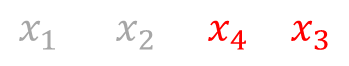 x₁ x₂ x₄ x₃